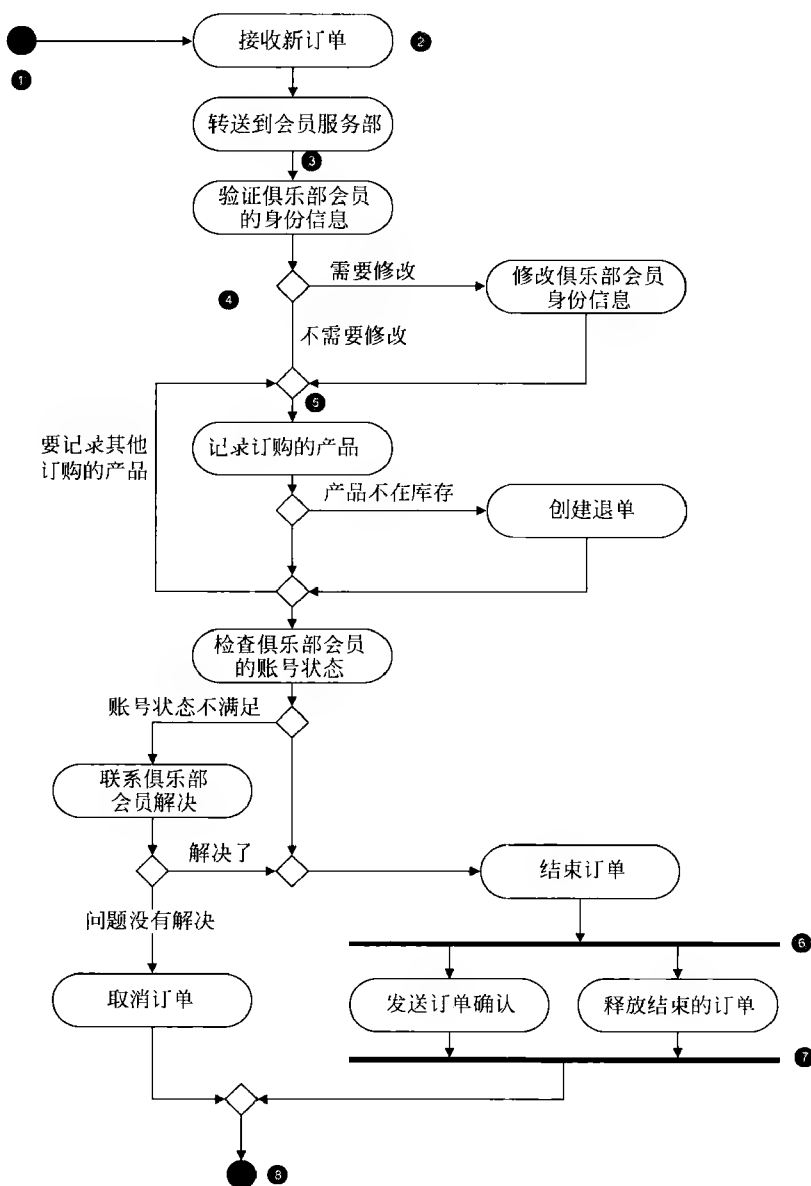 接收新订单
2
1
转送到会员服务部
3
验证俱乐部会员
的身份信息
需要修改
4
修改俱乐部会员
身份信息
不需要修改
5
要记录其他
订购的产品
记录订购的产品
产品不在库存
创建退单
检查俱乐部会员
的账号状态
账号状态不满足
联系俱乐部
会员解决
解决了
结束订单
问题没有解决
6
取消订单
发送订单确认
释放结束的订单
7
8